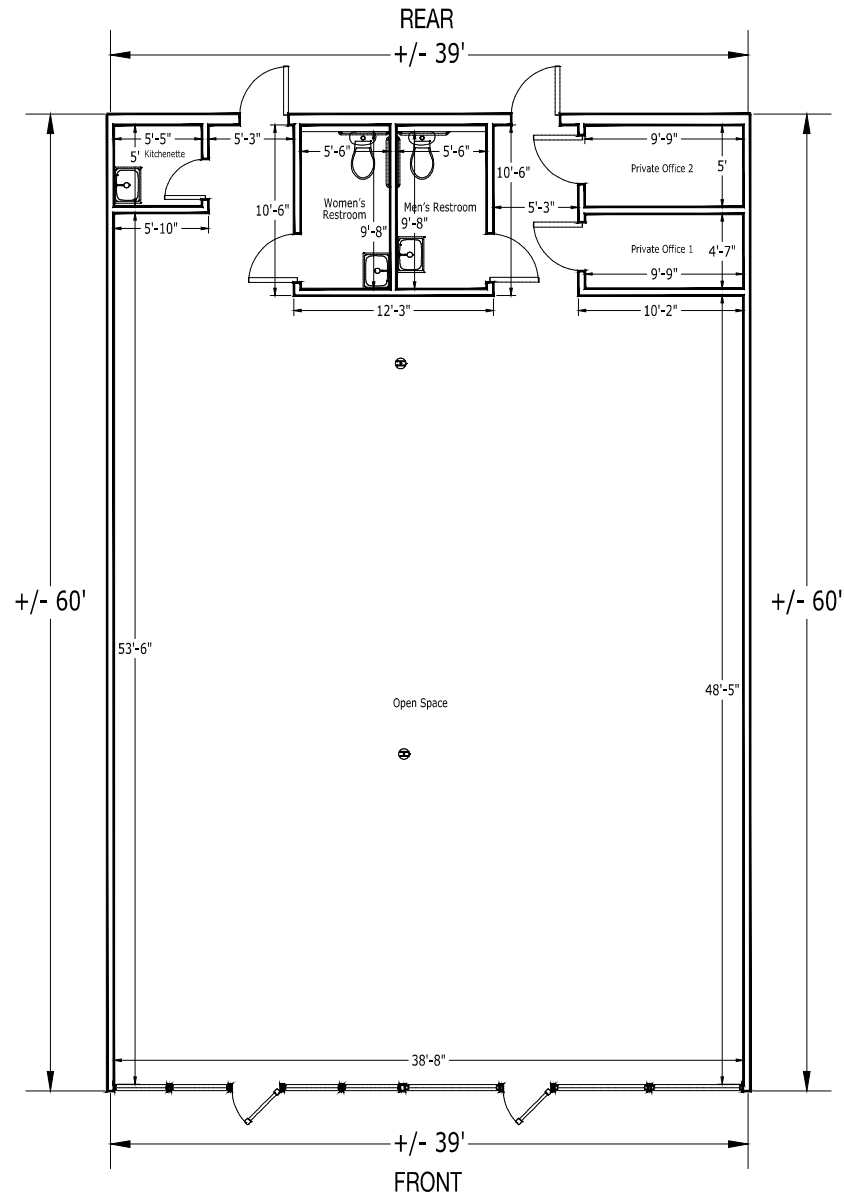 REAR
+/- 39'
5'-5"
5'-3"
5'-6"
5'-6"
9'-9"
5'
Kitchenette
5'
10'-6"
Private Office 2
Women's
Restroom
Men's Restroom
10'-6"
5'-3"
5'-10"
9'-8"
9'-8"
Private Office 1
4'-7"
9'-9"
12'-3"
10'-2"
+/- 60'
+/- 60'
53'-6"
48'-5"
Open Space
38'-8"
+/- 39'
FRONT